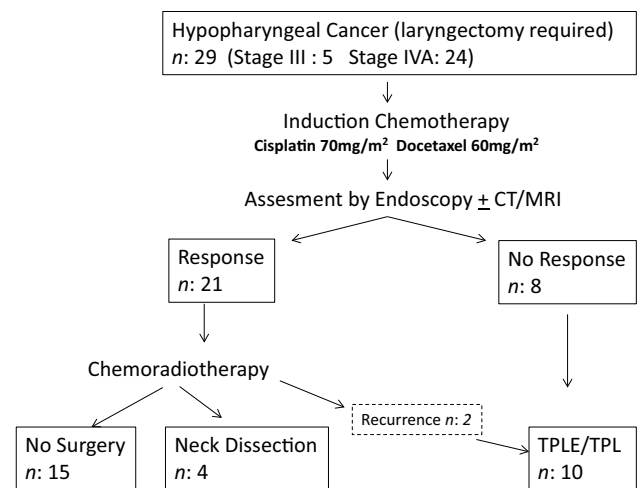 Hypopharyngeal Cancer (laryngectomy required)
n: 29 (Stage III : 5 Stage IVA: 24)
Induction Chemotherapy
Cisplatin 70mg/m² Docetaxel 60mg/m²
Assesment by Endoscopy ± CT/MRI
Response
n: 21
No Response
n: 8
Chemoradiotherapy
Recurrence n: 2
No Surgery
n: 15
Neck Dissection
n: 4
TPLE/TPL
n: 10